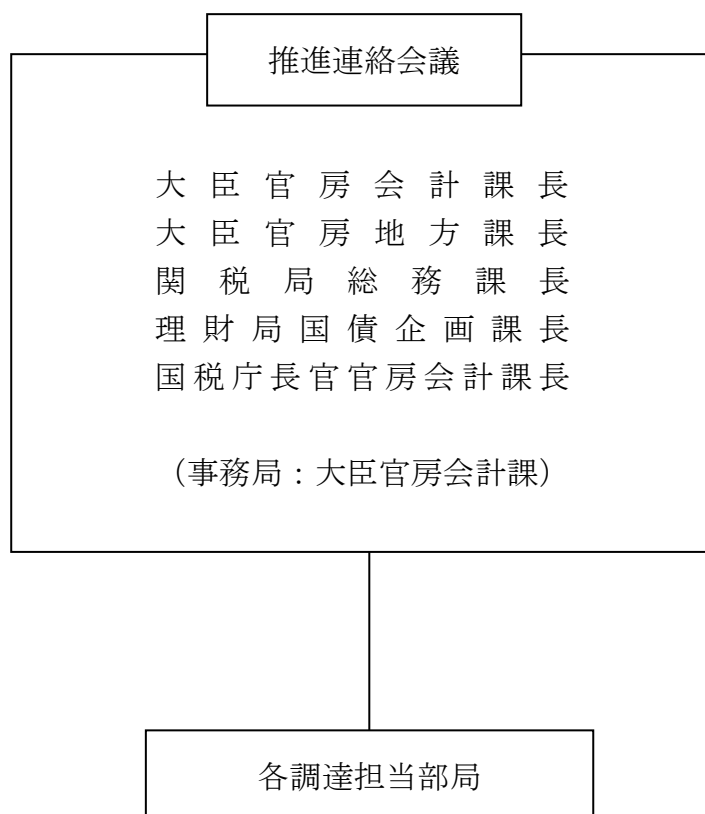 推進連絡会議
大臣官房会計課長
大臣官房地方課長
関税局総務課長
理財局国債企画課長
国税庁長官官房会計課長
（事務局：大臣官房会計課）
各調達担当部局